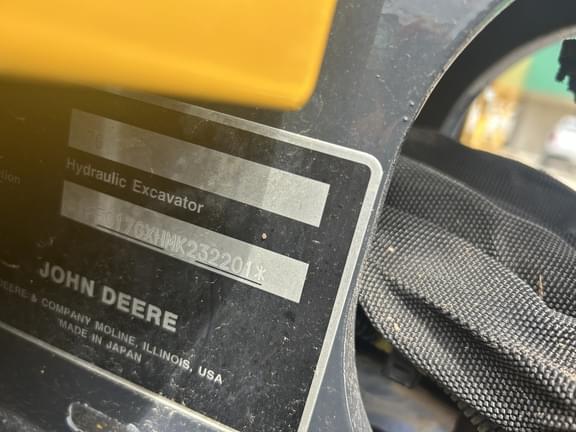 Hydraulic Excavator
017GXHMK232201*
JOHN DEERE
DEERE & COMPANY MOLINE, ILLINOIS, USA
MADE IN JAPAN